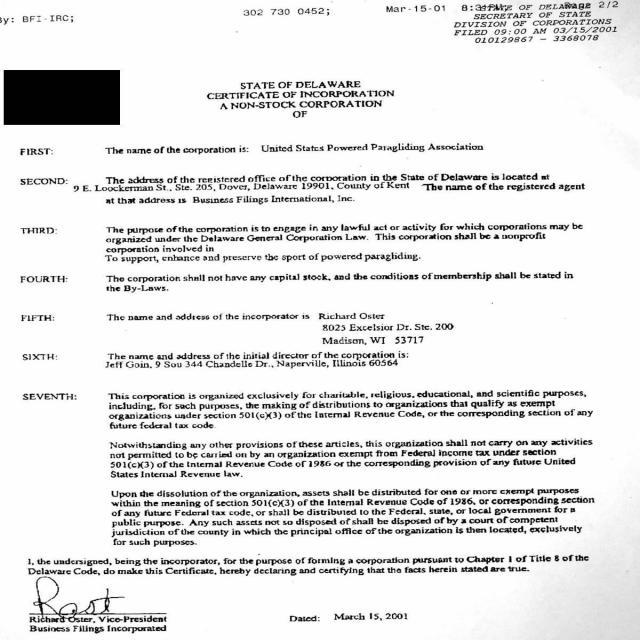 By: BFI-IRC; 302 730 0452; Mar-15-01 Page 2/2
STATE OF DELAWARE
SECRETARY OF STATE
DIVISION OF CORPORATIONS
FILED 09:00 AM 03/15/2001
010129867 – 3368078
STATE OF DELAWARE
CERTIFICATE OF INCORPORATION
A NON-STOCK CORPORATION
OF
FIRST: The name of the corporation is: United States Powered Paragliding Association
SECOND: The address of the registered office of the corporation in the State of Delaware is located at
9 E. Loockerman St., Ste. 205, Dover, Delaware 19901, County of Kent The name of the registered agent
at that address is Business Filings International, Inc.
THIRD: The purpose of the corporation is to engage in any lawful act or activity for which corporations may be
organized under the Delaware General Corporation Law. This corporation shall be a nonprofit
corporation involved in
To support, enhance and preserve the sport of powered paragliding.
FOURTH: The corporation shall not have any capital stock, and the conditions of membership shall be stated in
the By-Laws.
FIFTH: The name and address of the incorporator is Richard Oster
8025 Excelsior Dr. Ste. 200
Madison, WI 53717
SIXTH: The name and address of the initial director of the corporation is:
Jeff Goin, 9 Sou 344 Chandelle Dr., Naperville, Illinois 60564
SEVENTH: This corporation is organized exclusively for charitable, religious, educational, and scientific purposes,
including, for such purposes, the making of distributions to organizations that qualify as exempt
organizations under section 501(c)(3) of the Internal Revenue Code, or the corresponding section of any
future federal tax code.
Notwithstanding any other provisions of these articles, this organization shall not carry on any activities
not permitted to be carried on by an organization exempt from Federal income tax under section
501(c)(3) of the Internal Revenue Code of 1986 or the corresponding provision of any future United
States Internal Revenue law.
Upon the dissolution of the organization, assets shall be distributed for one or more exempt purposes
within the meaning of section 501(c)(3) of the Internal Revenue Code of 1986, or corresponding section
of any future Federal tax code, or shall be distributed to the Federal, state, or local government for a
public purpose. Any such assets not so disposed of shall be disposed of by a court of competent
jurisdiction of the county in which the principal office of the organization is then located, exclusively
for such purposes.
I, the undersigned, being the incorporator, for the purpose of forming a corporation pursuant to Chapter 1 of Title 8 of the
Delaware Code, do make this Certificate, hereby declaring and certifying that the facts herein stated are true.
Richard Oster, Vice-President
Business Filings Incorporated
Dated: March 15, 2001